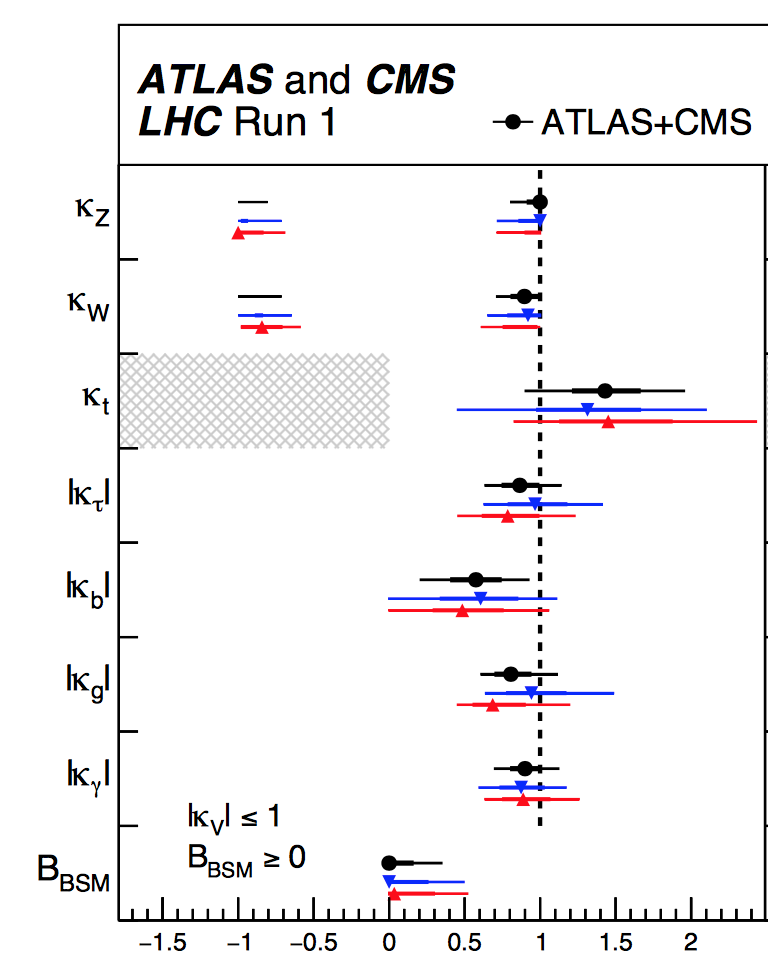 ATLAS and CMS
LHC Run 1
ATLAS+CMS
κZ
κW
κt
|κτ|
|κb|
|κg|
|κγ|
BBSM
|κV| ≤ 1
BBSM ≥ 0
−1.5 −1 −0.5 0 0.5 1 1.5 2